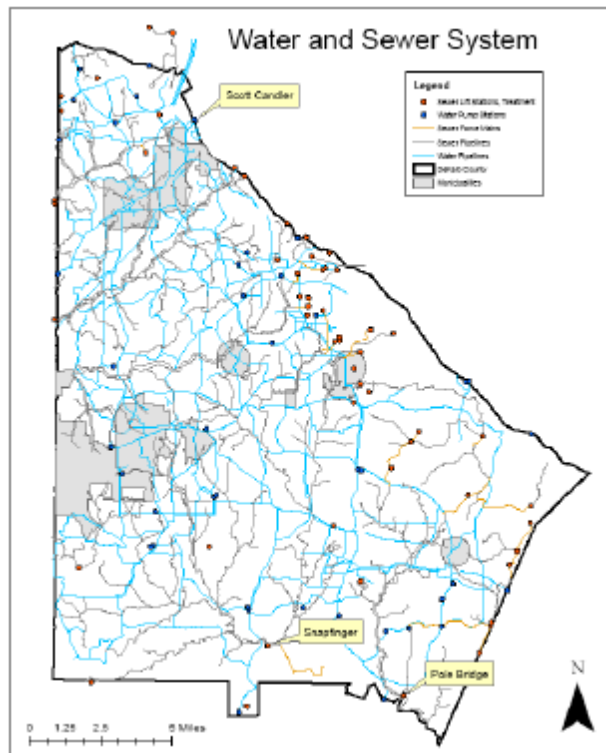 Water and Sewer System
Scott Candler
Legend
Sewer Lift Stations, Treatment
Water Pump Stations
Sewer Force Mains
Sewer Pipelines
Water Pipelines
DeKalb County
Municipalities
Snapfinger
Pole Bridge
N
0 1.25 2.5 5 Miles